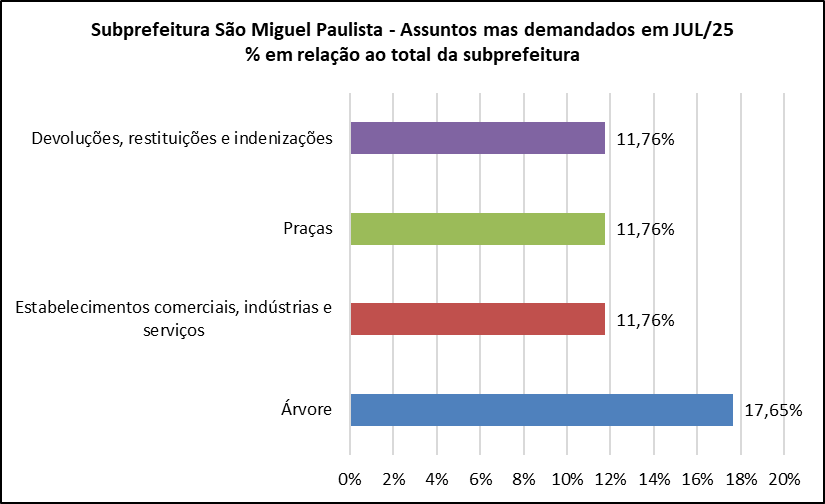 Subprefeitura São Miguel Paulista - Assuntos mas demandados em JUL/25
% em relação ao total da subprefeitura
Devoluções, restituições e indenizações
11,76%
Praças
11,76%
Estabelecimentos comerciais, indústrias e
serviços
11,76%
Árvore
17,65%
0% 2% 4% 6% 8% 10% 12% 14% 16% 18% 20%